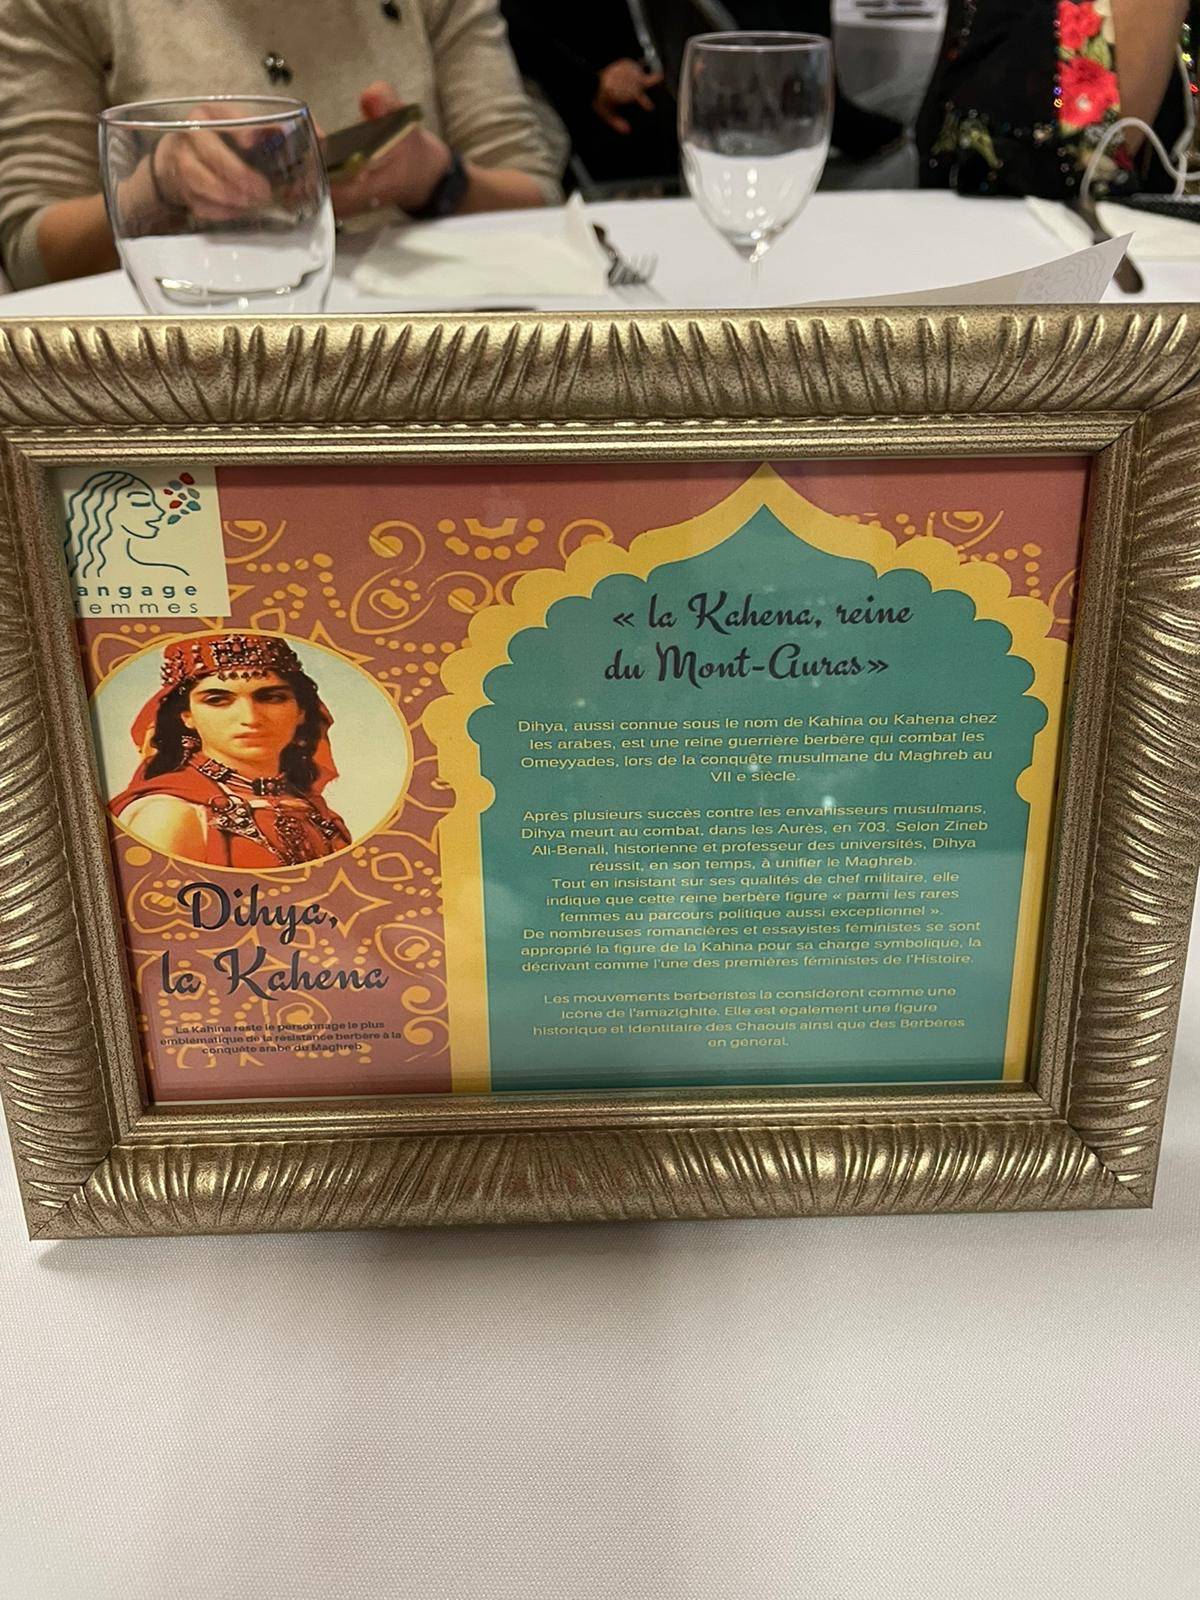 angage
femmes
« la Kahena, reine
du Mont-Auras»
Dihya, aussi connue sous le nom de Kahina ou Kahena chez
les arabes, est une reine guerrière berbère qui combat les
Omeyyades, lors de la conquête musulmane du Maghreb au
VII e siècle.
Après plusieurs succès contre les envahisseurs musulmans,
Dihya meurt au combat, dans les Aurès, en 703. Selon Zineb
Ali-Benali, historienne et professeur des universités, Dihya
réussit, en son temps, à unifier le Maghreb.
Tout en insistant sur ses qualités de chef militaire, elle
indique que cette reine berbère figure « parmi les rares
femmes au parcours politique aussi exceptionnel ».
De nombreuses romancières et essayistes féministes se sont
approprié la figure de la Kahina pour sa charge symbolique, la
décrivant comme l'une des premières féministes de l'Histoire.
Les mouvements berbéristes la considèrent comme une
icône de l'amazighité. Elle est également une figure
historique et identitaire des Chaouis ainsi que des Berbères
en général.
Dihya,
la Kahena
La Kahina reste le personnage le plus
emblématique de la résistance berbère à la
conquête arabe du Maghreb